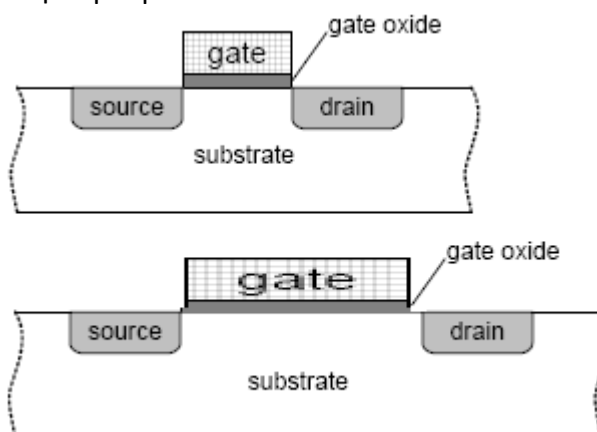 gate oxide
gate
source
drain
substrate
gate oxide
gate
source
drain
substrate